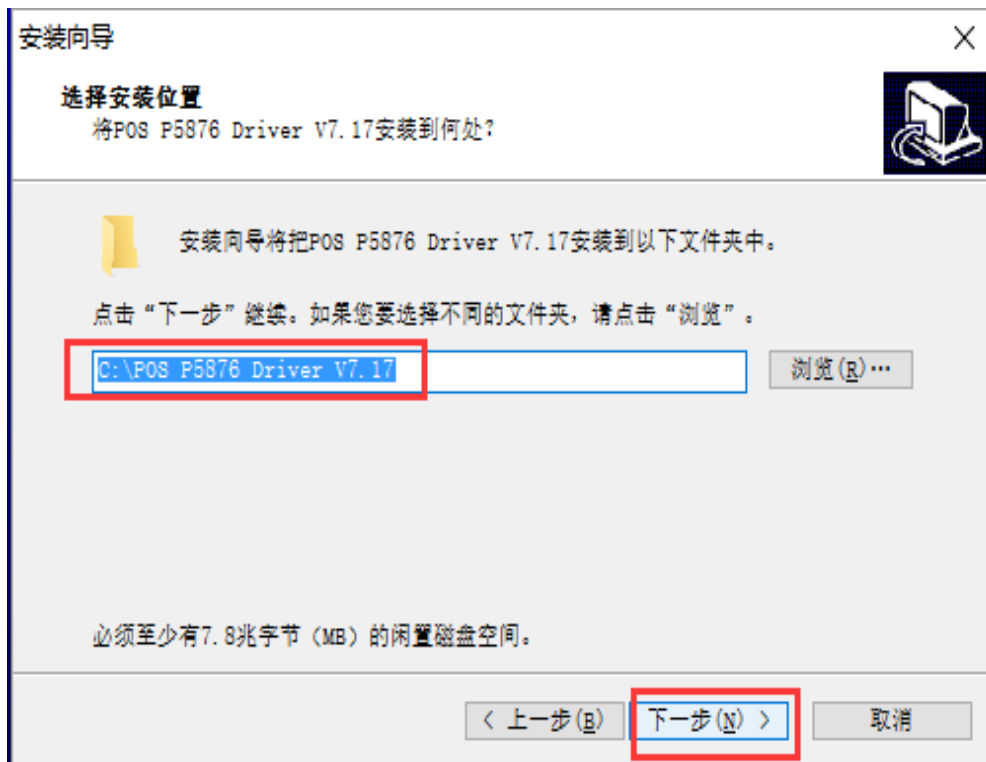 安装向导
选择安装位置
将POS P5876 Driver V7.17安装到何处?
安装向导将把POS P5876 Driver V7.17安装到以下文件夹中。
点击“下一步”继续。如果您要选择不同的文件夹，请点击“浏览”。
C:\POS P5876 Driver V7.17
浏览(R)...
必须至少有7.8兆字节（MB）的闲置磁盘空间。
< 上一步(B)
下一步(N) >
取消